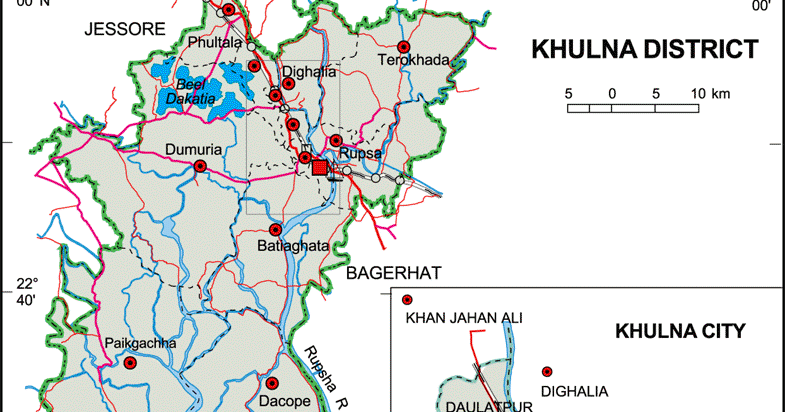 00' N
00'
JESSORE
Phultala
Terokhada
KHULNA DISTRICT
Dighalia
Beel
Dakatia
5 0 5 10 km
Dumuria
Rupsa
Batiaghata
BAGERHAT
22°
40'
KHAN JAHAN ALI
KHULNA CITY
Paikgachha
Rupsha R
DIGHALIA
Dacope
DAULATPUR